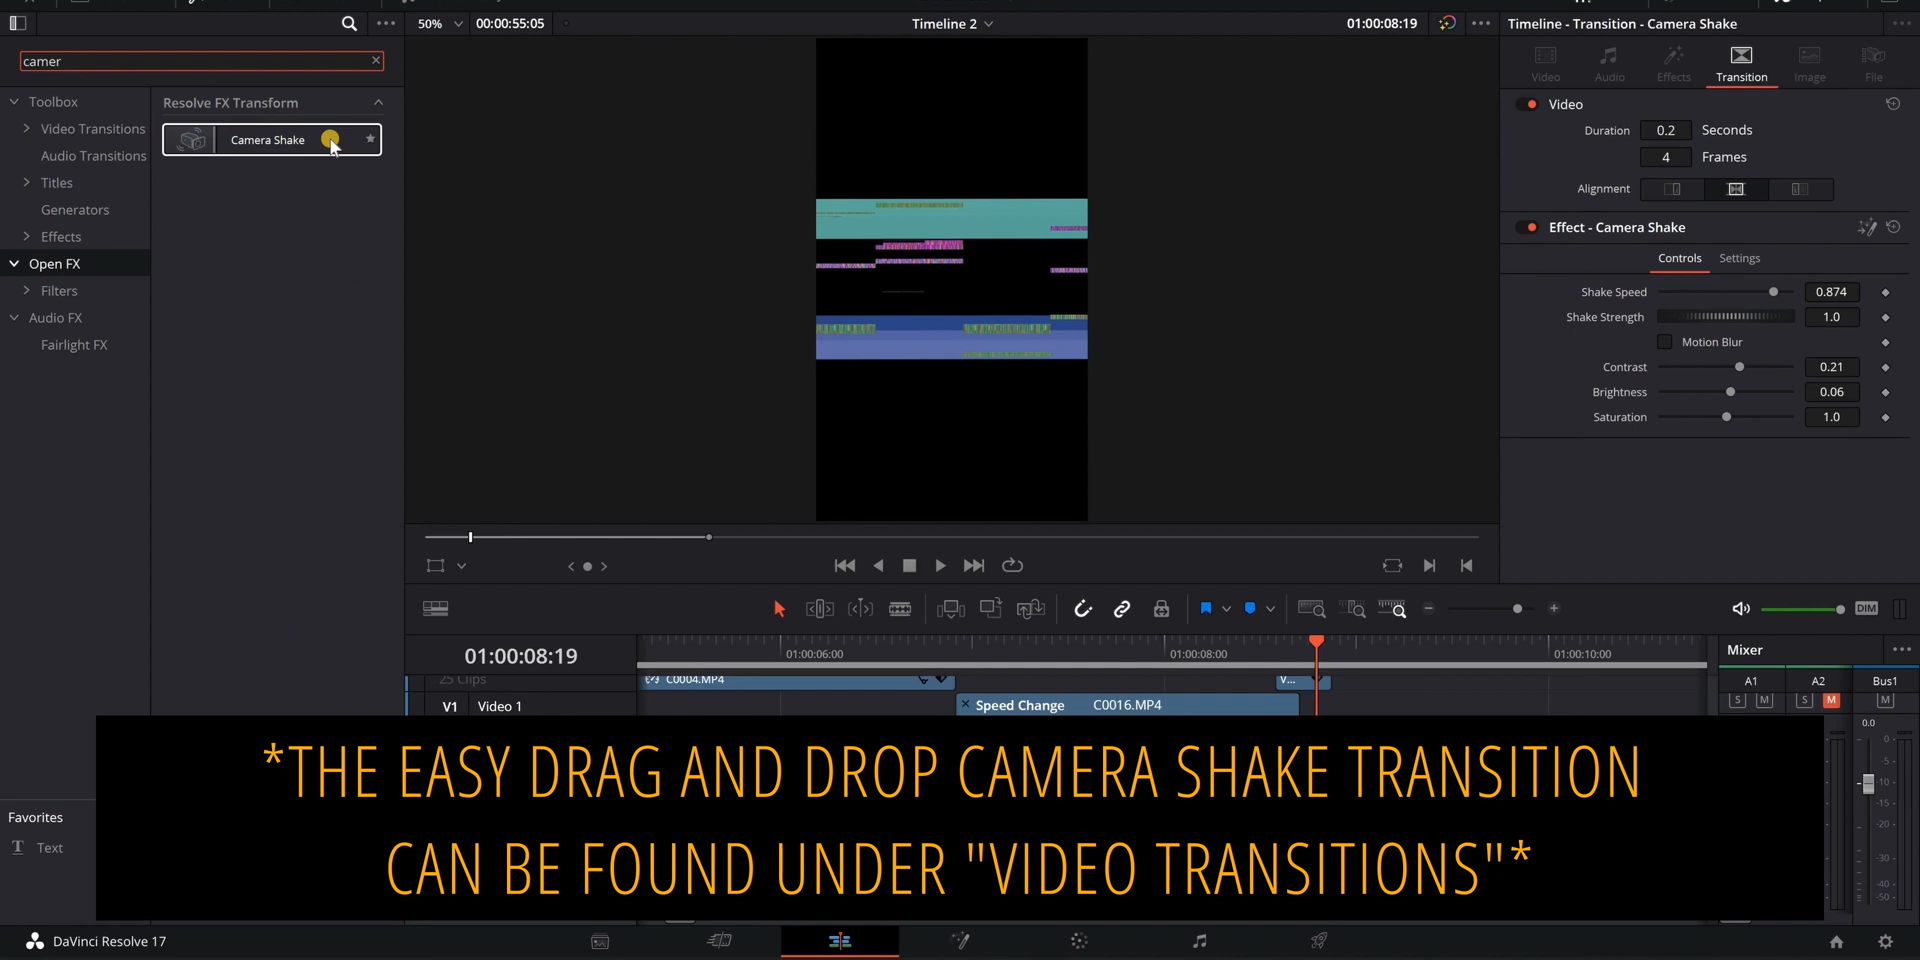 50%
00:00:55:05
Timeline 2
01:00:08:19
Timeline - Transition - Camera Shake
camer
Video
Audio
Effects
Transition
Image
File
Toolbox
Video Transitions
Audio Transitions
Titles
Generators
Effects
Open FX
Filters
Audio FX
Fairlight FX
Resolve FX Transform
Camera Shake
Video
Duration 0.2 Seconds
4 Frames
Alignment
Effect - Camera Shake
Controls Settings
Shake Speed 0.874
Shake Strength 1.0
Motion Blur
Contrast 0.21
Brightness 0.06
Saturation 1.0
DIM
01:00:08:19
01:00:06:00
01:00:08:00
01:00:10:00
25 Clips
C0004.MP4
V...
V1 Video 1
Speed Change C0016.MP4
Mixer
A1 A2 Bus1
S M S M M
0.0
0
-5
-10
-15
-20
-30
-40
-50
*THE EASY DRAG AND DROP CAMERA SHAKE TRANSITION
CAN BE FOUND UNDER "VIDEO TRANSITIONS"*
Favorites
T Text
DaVinci Resolve 17